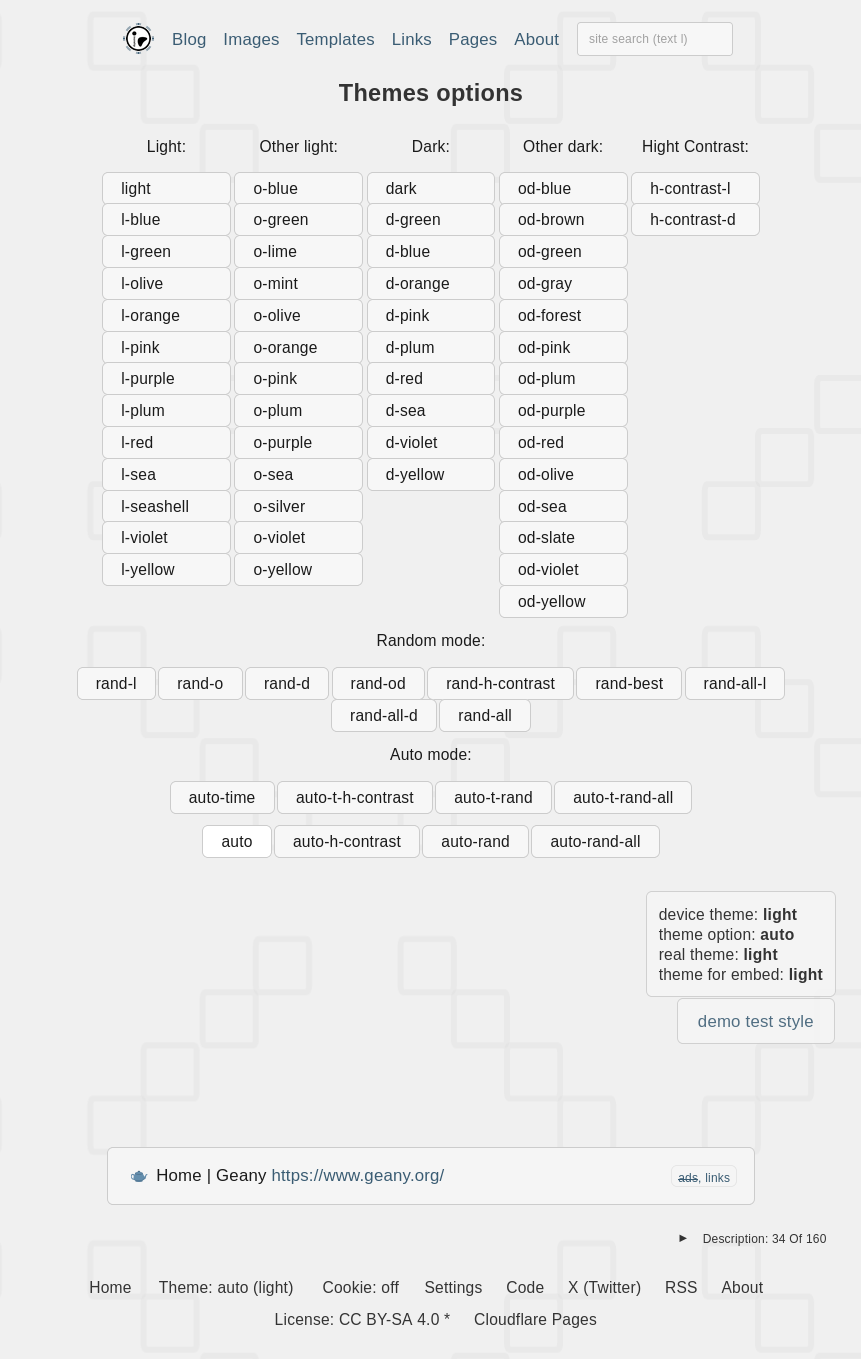 Blog Images Templates Links Pages About site search (text l)
Themes options
Light: Other light: Dark: Other dark: Hight Contrast:
light o-blue dark od-blue h-contrast-l
l-blue o-green d-green od-brown h-contrast-d
l-green o-lime d-blue od-green
l-olive o-mint d-orange od-gray
l-orange o-olive d-pink od-forest
l-pink o-orange d-plum od-pink
l-purple o-pink d-red od-plum
l-plum o-plum d-sea od-purple
l-red o-purple d-violet od-red
l-sea o-sea d-yellow od-olive
l-seashell o-silver od-sea
l-violet o-violet od-slate
l-yellow o-yellow od-violet
od-yellow
Random mode:
rand-l rand-o rand-d rand-od rand-h-contrast rand-best rand-all-l
rand-all-d rand-all
Auto mode:
auto-time auto-t-h-contrast auto-t-rand auto-t-rand-all
auto auto-h-contrast auto-rand auto-rand-all
device theme: light
theme option: auto
real theme: light
theme for embed: light
demo test style
Home | Geany https://www.geany.org/ ads, links
► Description: 34 Of 160
Home Theme: auto (light) Cookie: off Settings Code X (Twitter) RSS About
License: CC BY-SA 4.0 * Cloudflare Pages